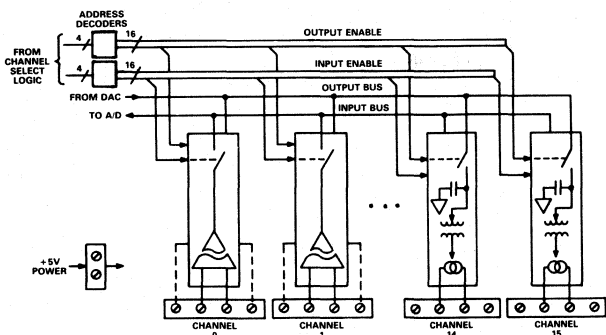 ADDRESS
DECODERS
FROM
CHANNEL
SELECT
LOGIC
4
16
4
16
OUTPUT ENABLE
INPUT ENABLE
OUTPUT BUS
FROM DAC
INPUT BUS
TO A/D
+5V
POWER
CHANNEL
0
CHANNEL
1
CHANNEL
14
CHANNEL
15